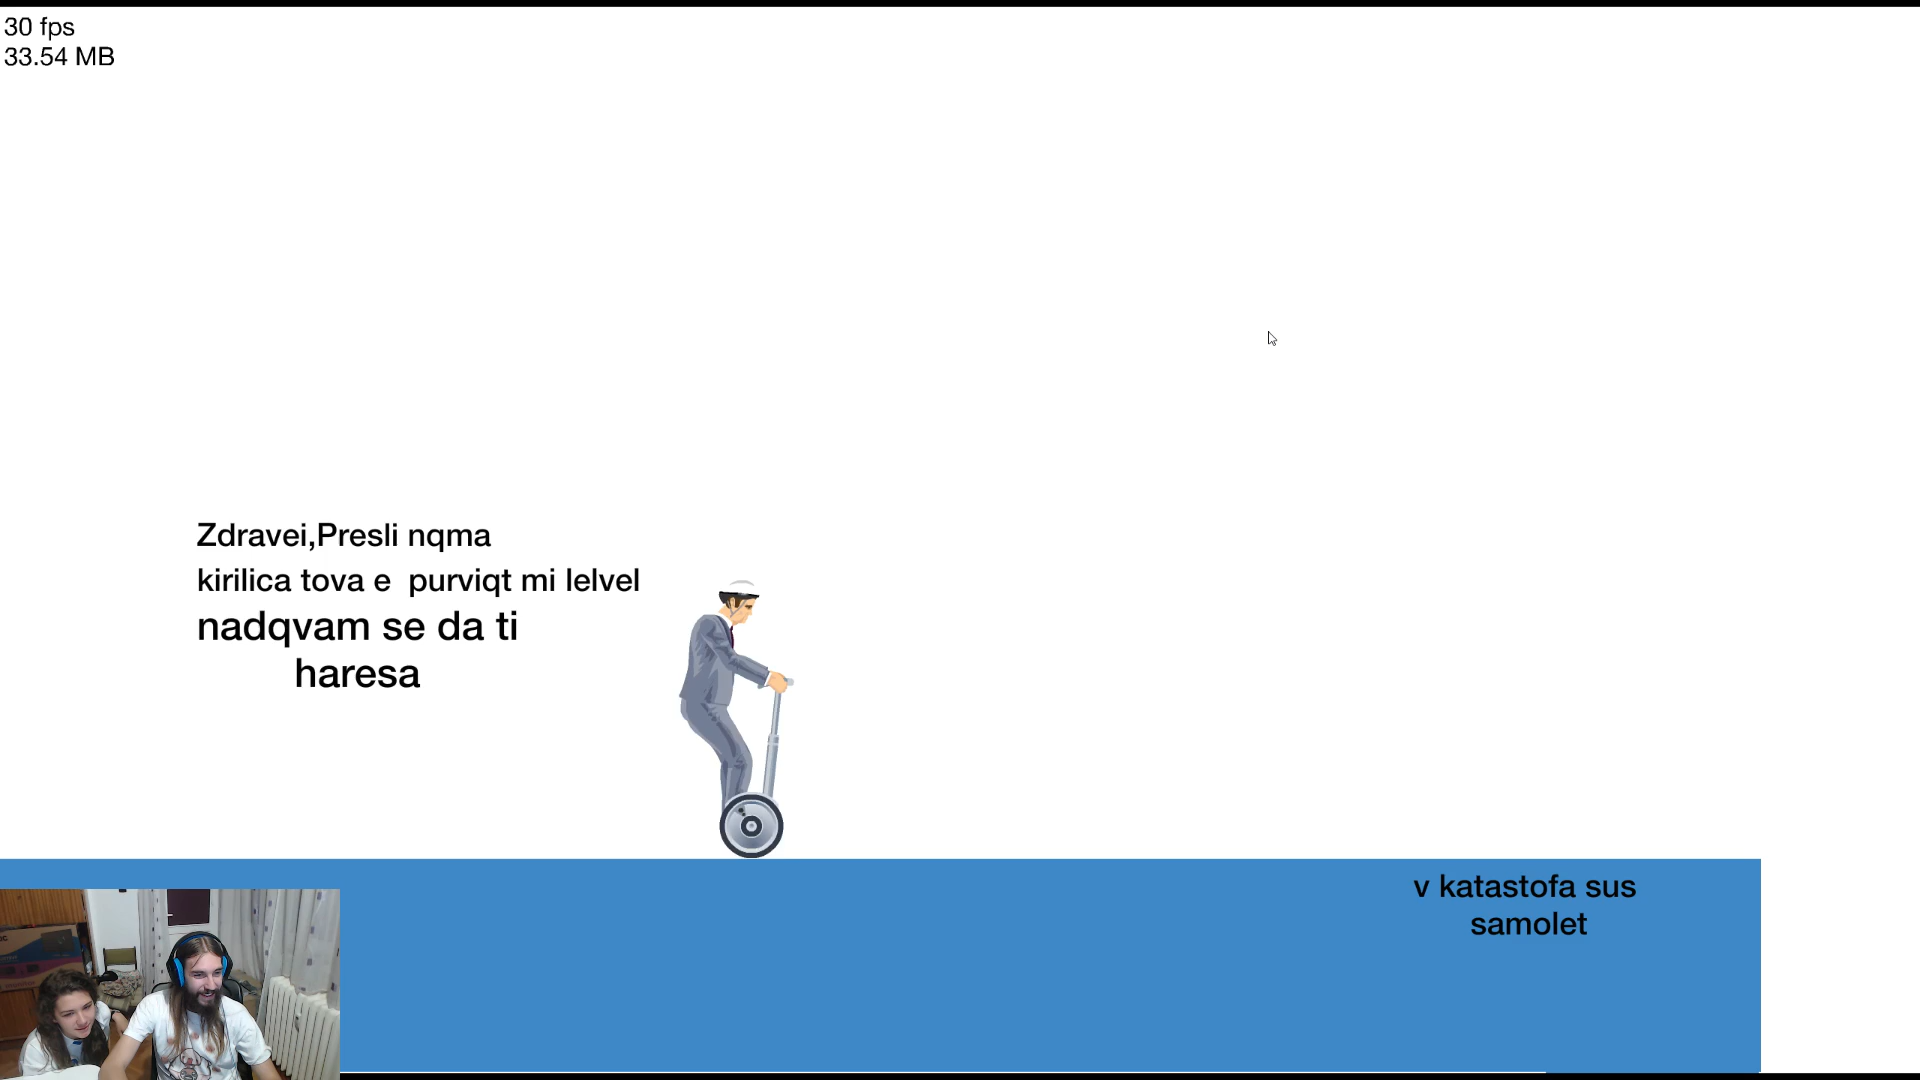 30 fps
33.54 MB
Zdravei,Presli nqma
kirilica tova e  purviqt mi lelvel
nadqvam se da ti
haresa
v katastofa sus
samolet